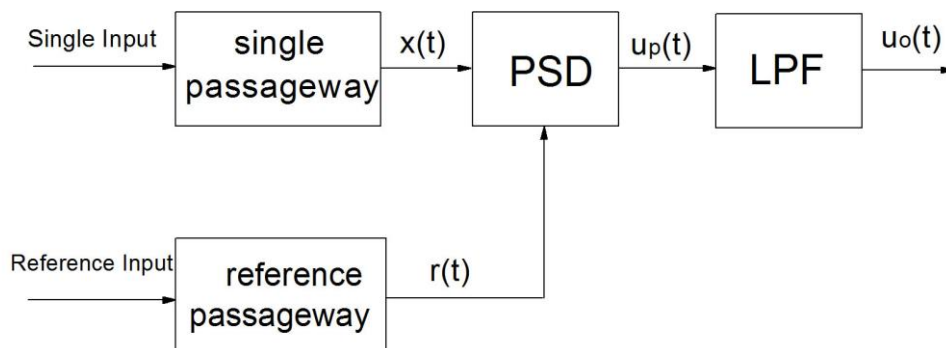 Single Input
single
passageway
x(t)
PSD
up(t)
LPF
uo(t)
Reference Input
reference
passageway
r(t)